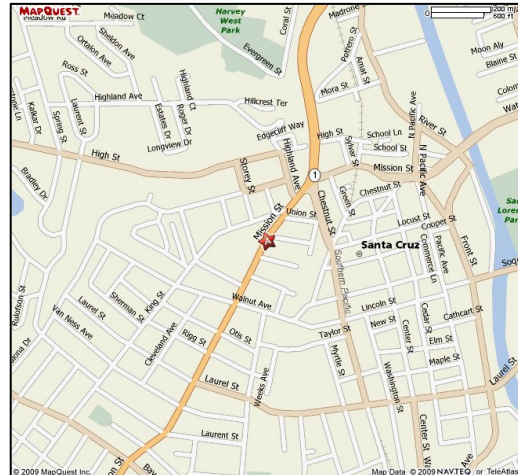 MAPQUEST.
Meadow Rd
Meadow Ct
Harvey
West
Park
Coral St
Madrone
1200 m
600 ft
Sheldon Ave
Ortalon Ave
Evergreen St
Potrero St
Amat St
Moon Aly
Blaine St
Ross St
Highland Ct
Mora St
N Pacific Ave
Highland Ave
Hillcrest Ter
Kalkar Dr
Spring St
Laurent St
Estates Dr
Roger Dr
Longview Dr
Edgecliff Way
High St
School Ln
School St
Sylvar St
River St
N Pacific Ave
High St
Storey St
Highland Ave
Mission St
Bradley Dr
1
Chestnut St
Green St
Chestnut St
Mission St
Union St
Locust St
Cooper St
Front St
Santa Cruz
Southern Pacific
Commerce Ln
Pacific Ave
Rulofson St
Laurel St
Sherman St
King St
Walnut Ave
Lincoln St
Cathcart St
Van Ness Ave
Cleveland Ave
Rigg St
Otis St
Taylor St
New St
Center St
Cedar St
Elm St
Maple St
Myrtle St
Washington St
Laurel St
Laurel St
Weeks Ave
Laurent St
Center St
© 2009 MapQuest Inc.
Map Data © 2009 NAVTEQ or TeleAtlas